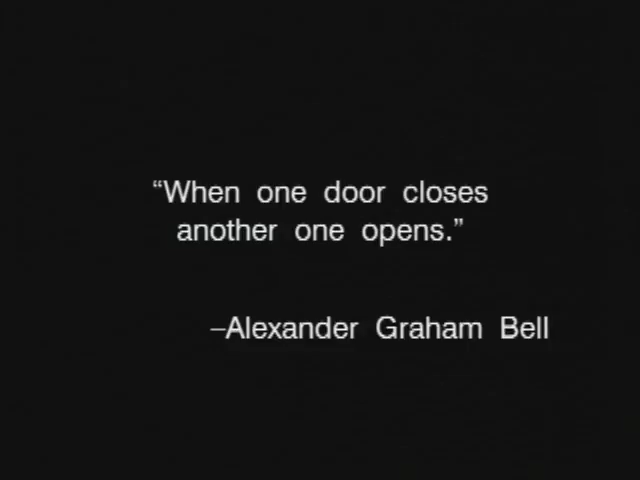 “When one door closes
another one opens.”
–Alexander Graham Bell